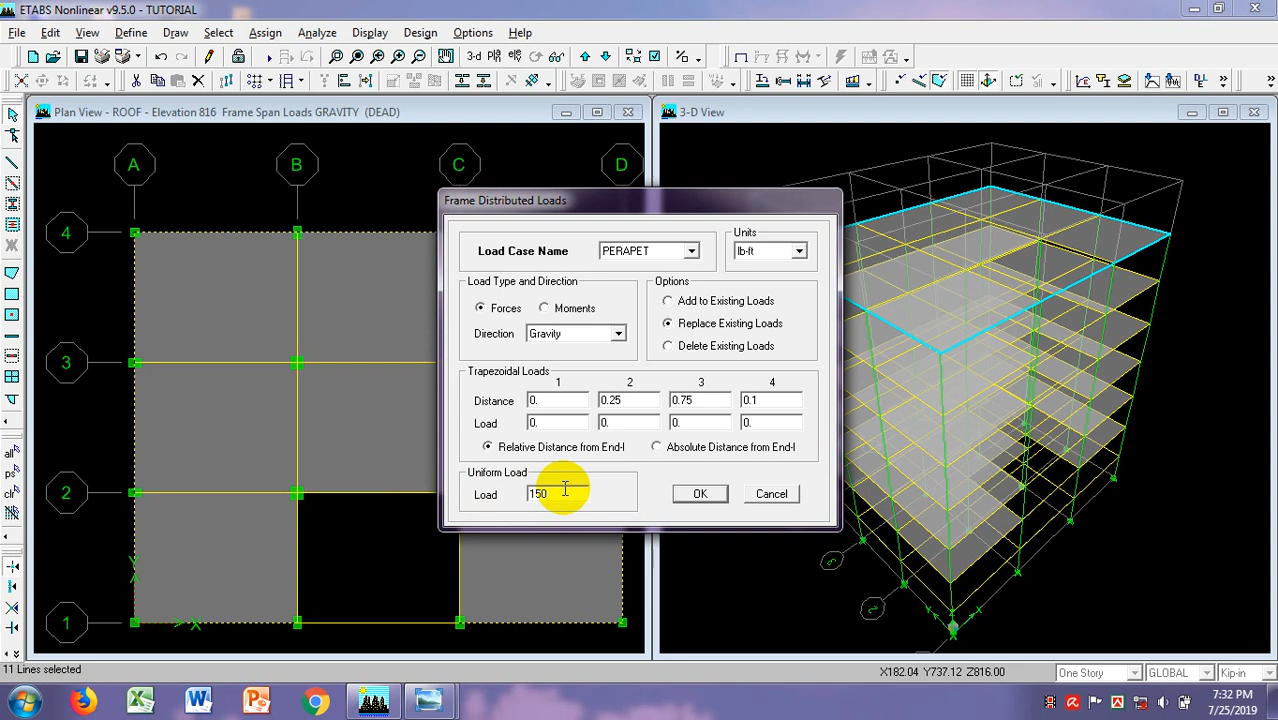 ETABS Nonlinear v9.5.0 - TUTORIAL
File Edit View Define Draw Select Assign Analyze Display Design Options Help
3-d
Plan View - ROOF - Elevation 816 Frame Span Loads GRAVITY (DEAD)
3-D View
A B C D
4
3
2
1
Y
X
Frame Distributed Loads
Load Case Name PERAPET
Units
lb-ft
Load Type and Direction
Forces Moments
Direction Gravity
Options
Add to Existing Loads
Replace Existing Loads
Delete Existing Loads
Trapezoidal Loads
1 2 3 4
Distance 0. 0.25 0.75 0.1
Load 0. 0. 0. 0.
Relative Distance from End-I Absolute Distance from End-I
Uniform Load
Load 150
OK Cancel
all
ps
clr
11 Lines selected
X182.04 Y737.12 Z816.00
One Story GLOBAL Kip-in
7:32 PM
7/25/2019